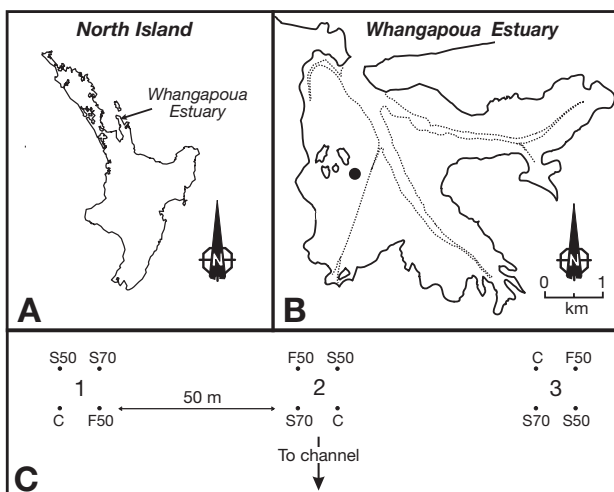 North Island
Whangapoua
Estuary
N
A
Whangapoua Estuary
N
0 1
km
B
S50 S70
1
C F50
50 m
F50 S50
2
S70 C
C F50
3
S70 S50
To channel
C